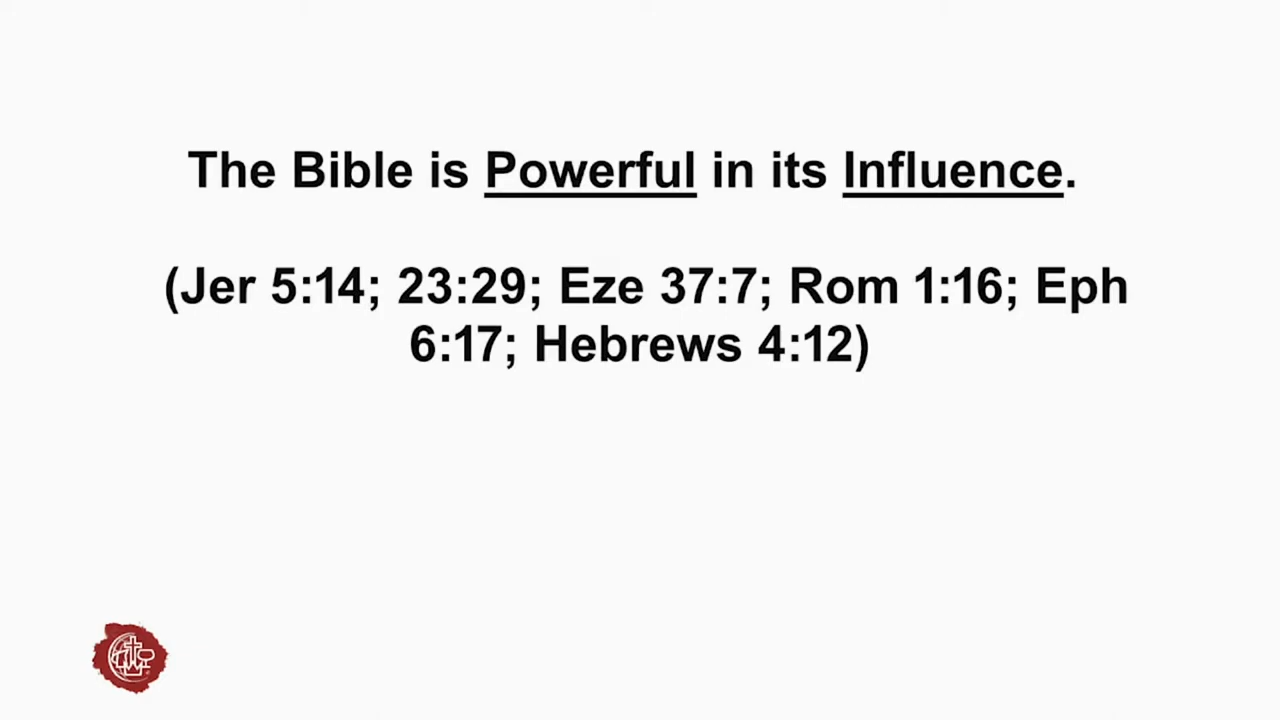 The Bible is Powerful in its Influence.
(Jer 5:14; 23:29; Eze 37:7; Rom 1:16; Eph
6:17; Hebrews 4:12)